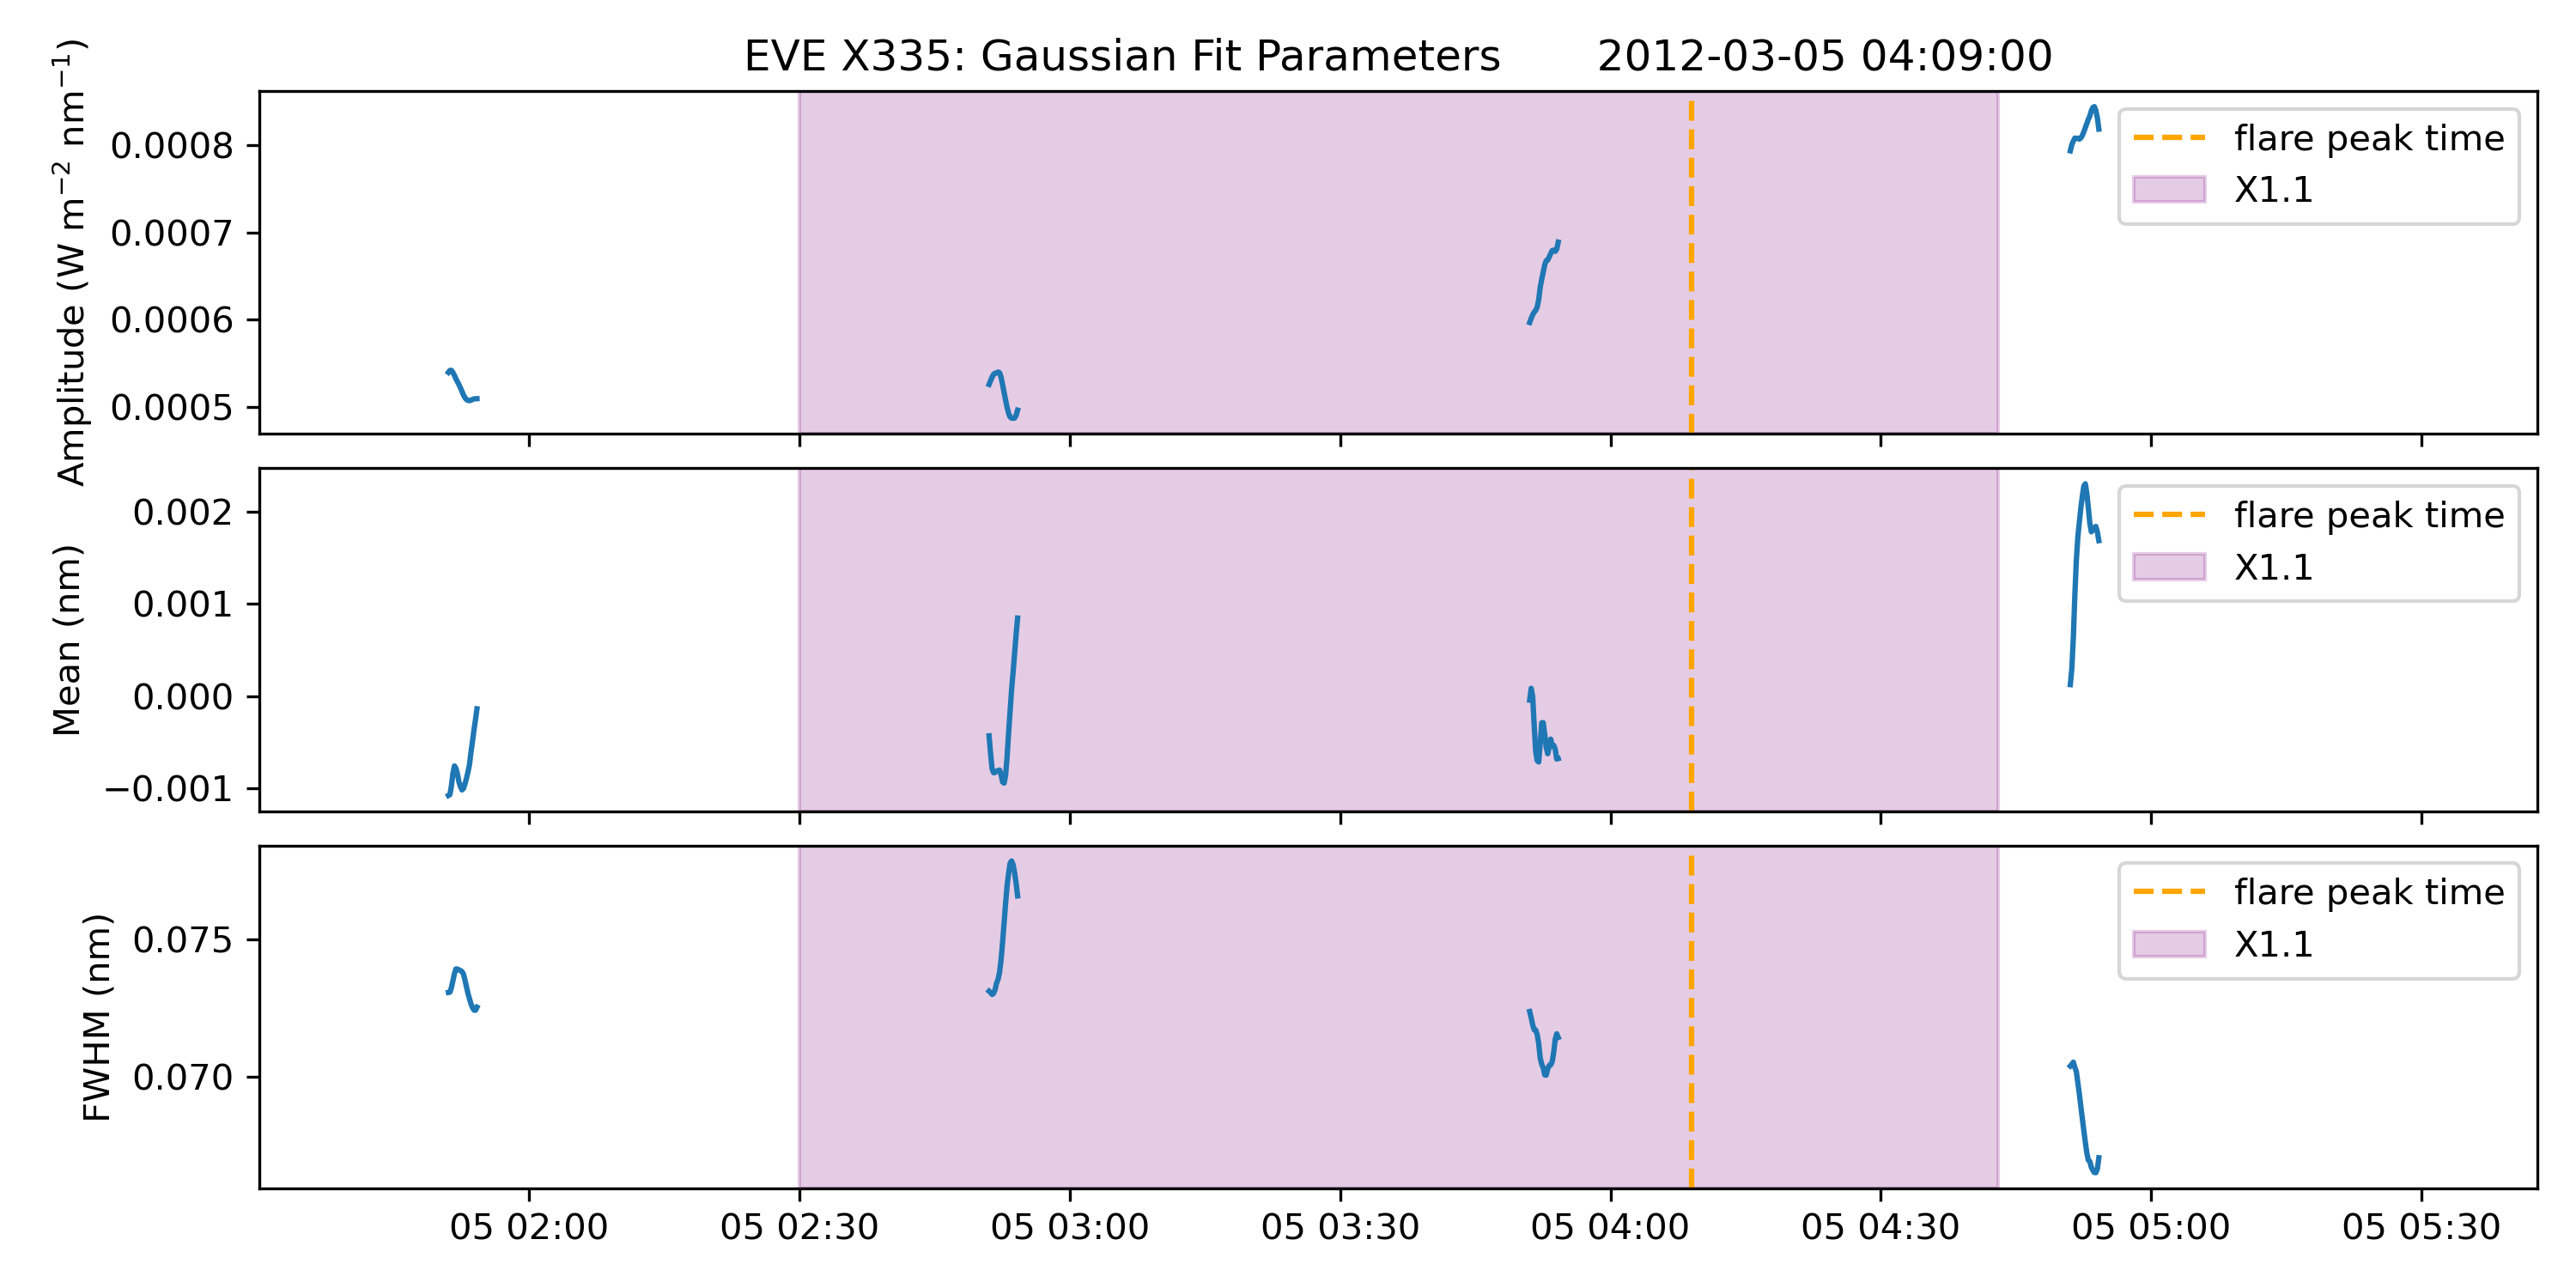 EVE X335: Gaussian Fit Parameters 2012-03-05 04:09:00
Amplitude (W m⁻² nm⁻¹)
0.0008
0.0007
0.0006
0.0005
flare peak time
X1.1
Mean (nm)
0.002
0.001
0.000
−0.001
flare peak time
X1.1
FWHM (nm)
0.075
0.070
flare peak time
X1.1
05 02:00 05 02:30 05 03:00 05 03:30 05 04:00 05 04:30 05 05:00 05 05:30